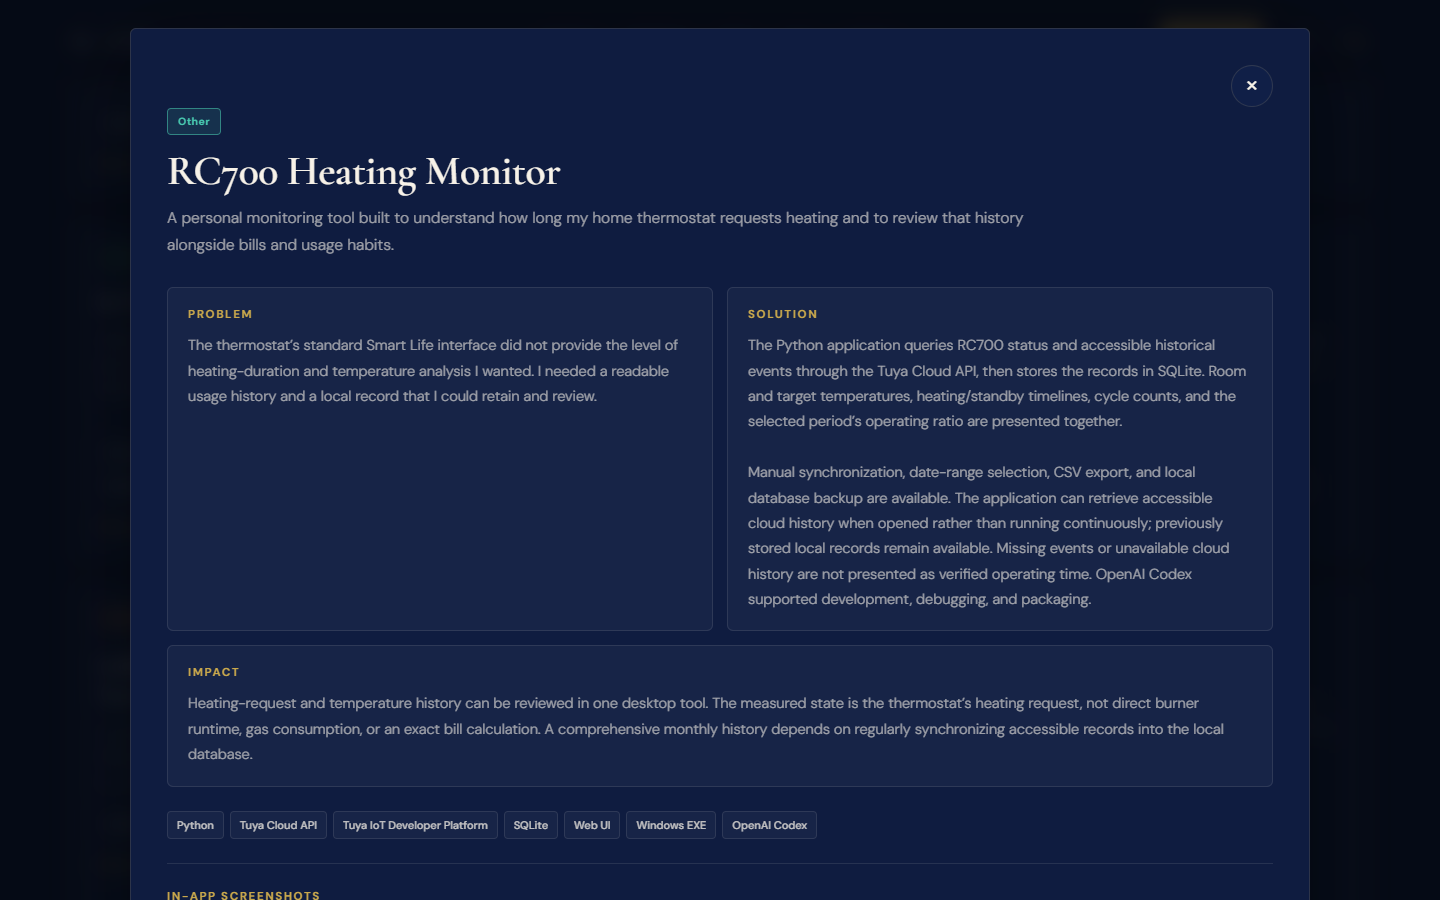 Other
RC700 Heating Monitor
A personal monitoring tool built to understand how long my home thermostat requests heating and to review that history
alongside bills and usage habits.
PROBLEM
The thermostat’s standard Smart Life interface did not provide the level of
heating-duration and temperature analysis I wanted. I needed a readable
usage history and a local record that I could retain and review.
SOLUTION
The Python application queries RC700 status and accessible historical
events through the Tuya Cloud API, then stores the records in SQLite. Room
and target temperatures, heating/standby timelines, cycle counts, and the
selected period’s operating ratio are presented together.
Manual synchronization, date-range selection, CSV export, and local
database backup are available. The application can retrieve accessible
cloud history when opened rather than running continuously; previously
stored local records remain available. Missing events or unavailable cloud
history are not presented as verified operating time. OpenAI Codex
supported development, debugging, and packaging.
IMPACT
Heating-request and temperature history can be reviewed in one desktop tool. The measured state is the thermostat’s heating request, not direct burner
runtime, gas consumption, or an exact bill calculation. A comprehensive monthly history depends on regularly synchronizing accessible records into the local
database.
Python
Tuya Cloud API
Tuya IoT Developer Platform
SQLite
Web UI
Windows EXE
OpenAI Codex
IN-APP SCREENSHOTS